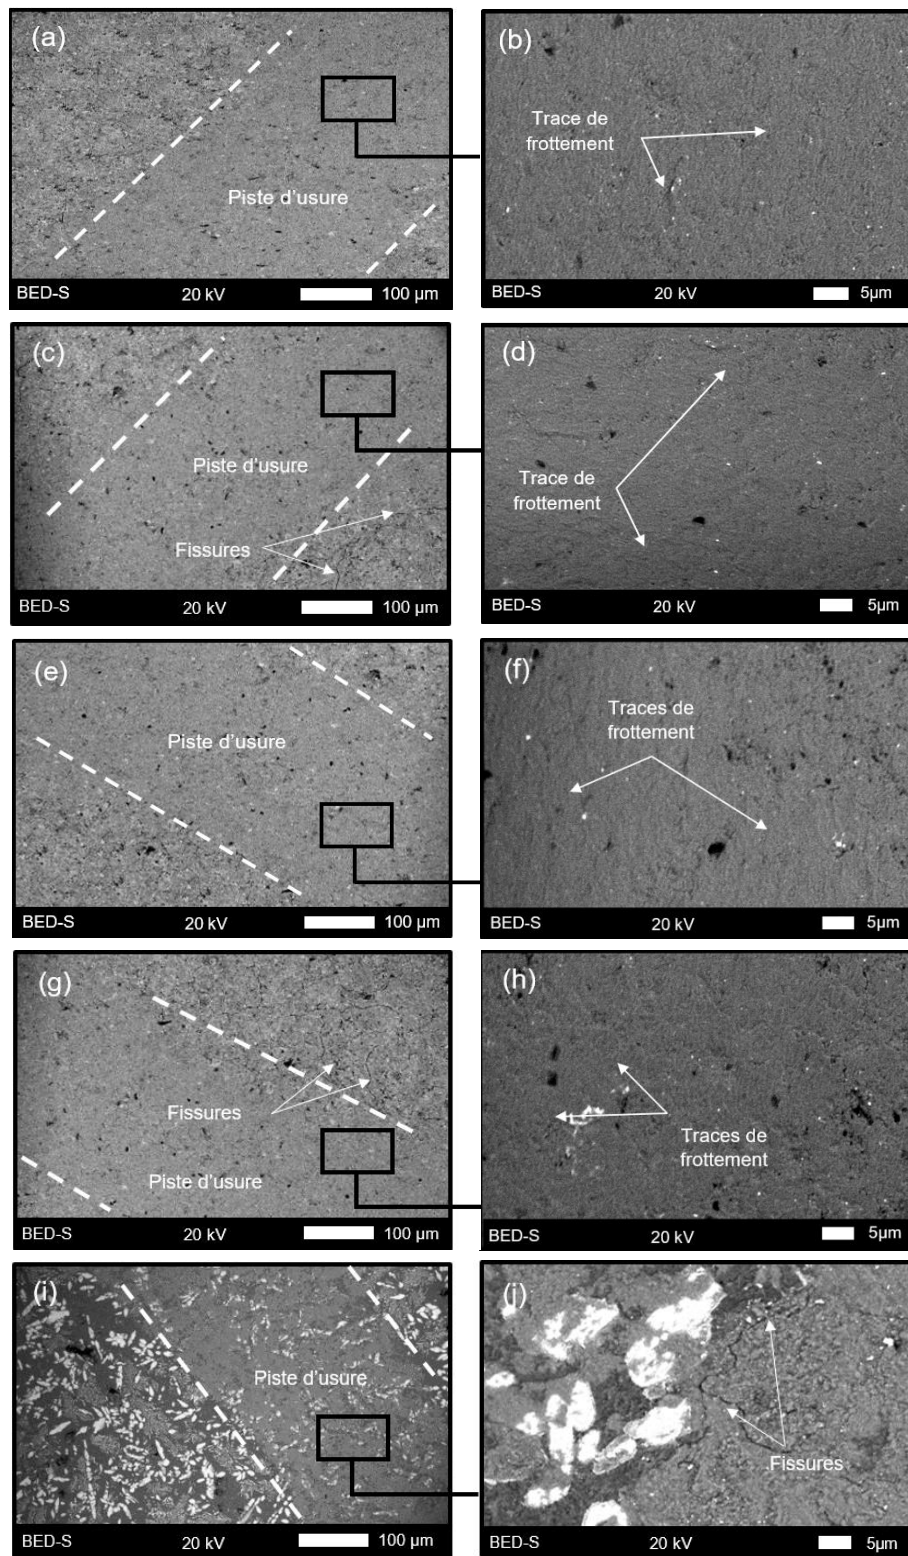 (a)
Piste d'usure
BED-S 20 kV 100 µm
(b)
Trace de
frottement
20 kV 5µm
(c)
Piste d'usure
Fissures
BED-S 20 kV 100 µm
(d)
Trace de
frottement
BED-S 20 kV 5µm
(e)
Piste d'usure
BED-S 20 kV 100 µm
(f)
Traces de
frottement
BED-S 20 kV 5µm
(g)
Fissures
Piste d'usure
BED-S 20 kV 100 µm
(h)
Traces de
frottement
BED-S 20 kV 5µm
(i)
Piste d'usure
BED-S 20 kV 100 µm
(j)
Fissures
BED-S 20 kV 5µm